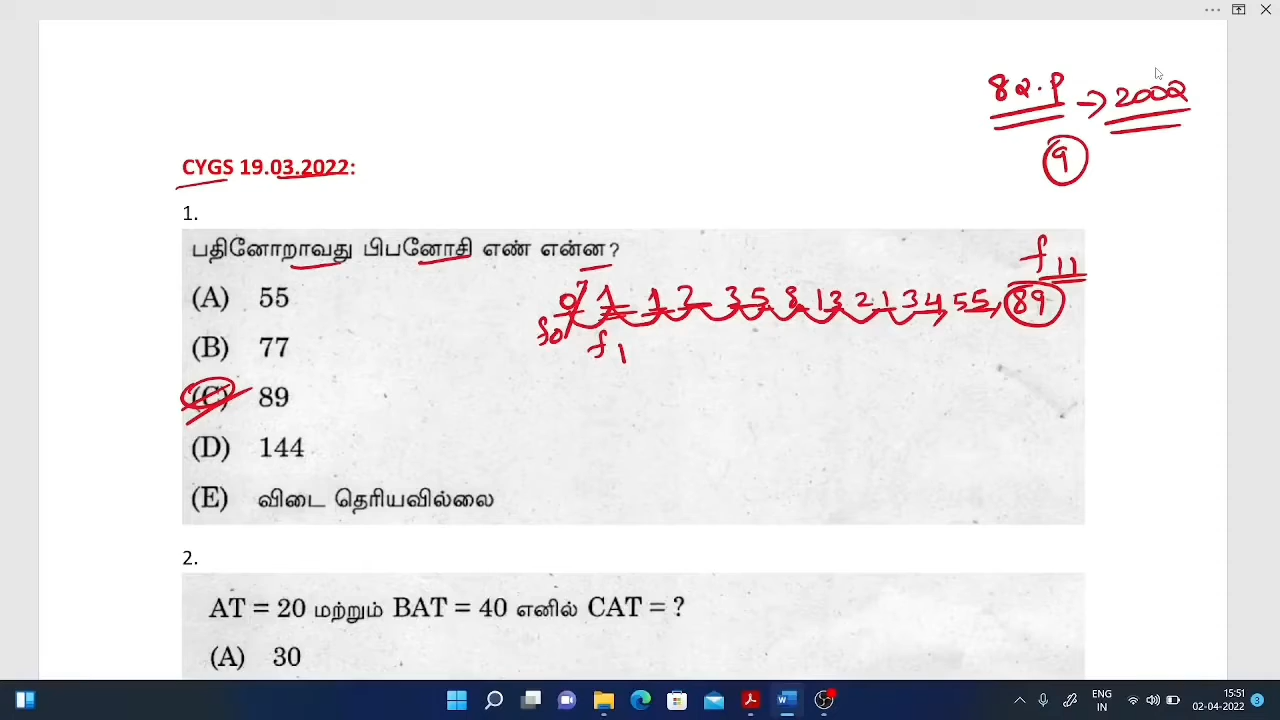 82.P → 2002
9
CYGS 19.03.2022:
1.
பதினோறாவது பிபனோசி எண் என்ன?
f11
(A) 55
0, 1 1 2 3 5 8 13 21 34 55, 89
f0
f1
(B) 77
(C) 89
(D) 144
(E) விடை தெரியவில்லை
2.
AT = 20 மற்றும் BAT = 40 எனில் CAT = ?
(A) 30
ENG
IN
15:51
02-04-2022
3